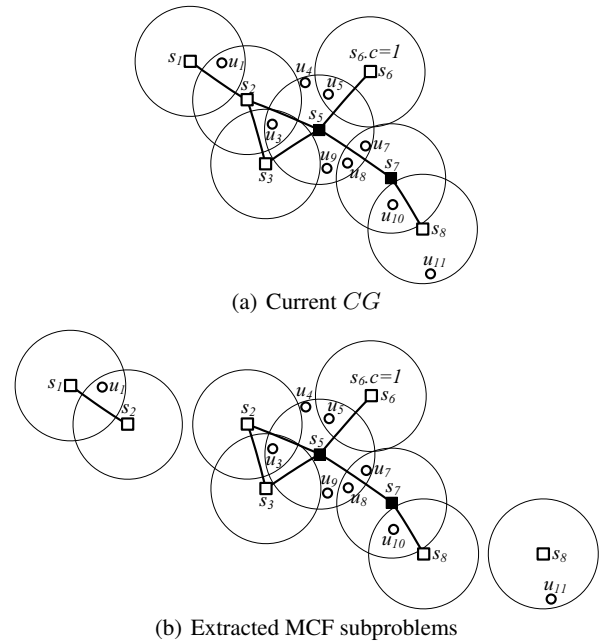 s6.c=1
s1
u1
u4
s6
s2
u5
s5
u3
u7
u9
s3
u8
s7
u10
s8
u11
(a) Current CG
s6.c=1
s1
u1
u4
s6
s2
s2
u5
s5
u3
u7
u9
s3
u8
s7
u10
s8
s8
u11
(b) Extracted MCF subproblems